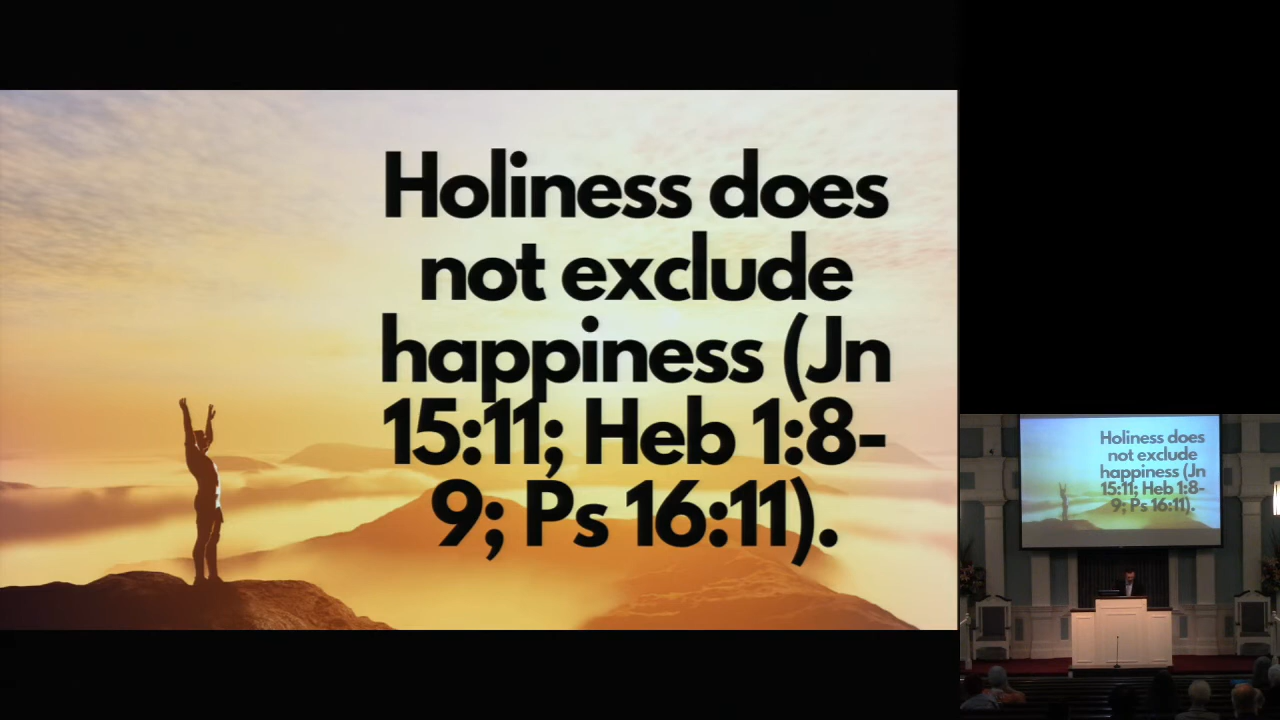 Holiness does
not exclude
happiness (Jn
15:11; Heb 1:8-
9; Ps 16:11).
Holiness does
not exclude
happiness (Jn
15:11; Heb 1:8-
9; Ps 16:11).